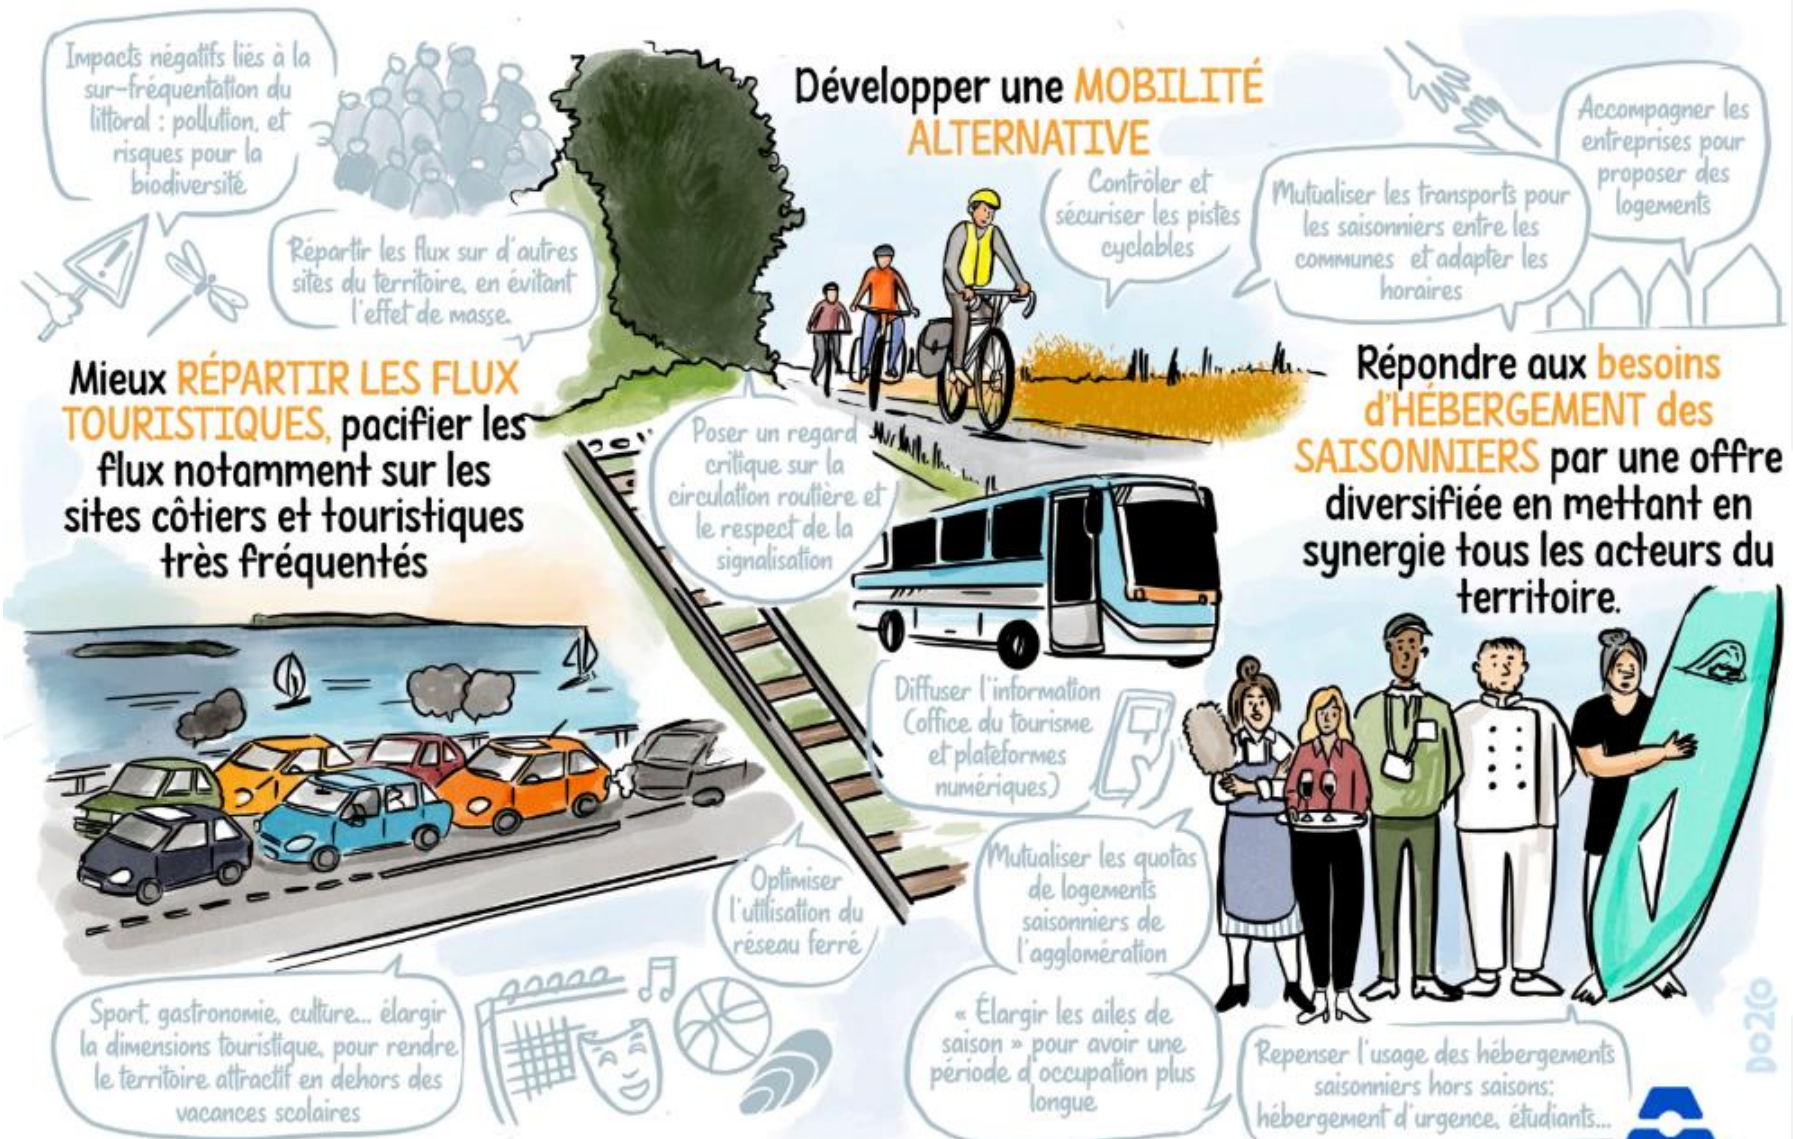 Impacts négatifs liés à la
sur-fréquentation du
littoral : pollution, et
risques pour la
biodiversité
Répartir les flux sur d'autres
sites du territoire, en évitant
l'effet de masse.
Mieux RÉPARTIR LES FLUX
TOURISTIQUES, pacifier les
flux notamment sur les
sites côtiers et touristiques
très fréquentés
Sport, gastronomie, culture... élargir
la dimensions touristique, pour rendre
le territoire attractif en dehors des
vacances scolaires
Développer une MOBILITÉ
ALTERNATIVE
Contrôler et
sécuriser les pistes
cyclables
Poser un regard
critique sur la
circulation routière et
le respect de la
signalisation
Diffuser l'information
(office du tourisme
et plateformes
numériques)
Optimiser
l'utilisation du
réseau ferré
Mutualiser les transports pour
les saisonniers entre les
communes et adapter les
horaires
Accompagner les
entreprises pour
proposer des
logements
Répondre aux besoins
d'HÉBERGEMENT des
SAISONNIERS par une offre
diversifiée en mettant en
synergie tous les acteurs du
territoire.
Mutualiser les quotas
de logements
saisonniers de
l'agglomération
« Élargir les ailes de
saison » pour avoir une
période d'occupation plus
longue
Repenser l'usage des hébergements
saisonniers hors saisons:
hébergement d'urgence, étudiants...
DO2CO